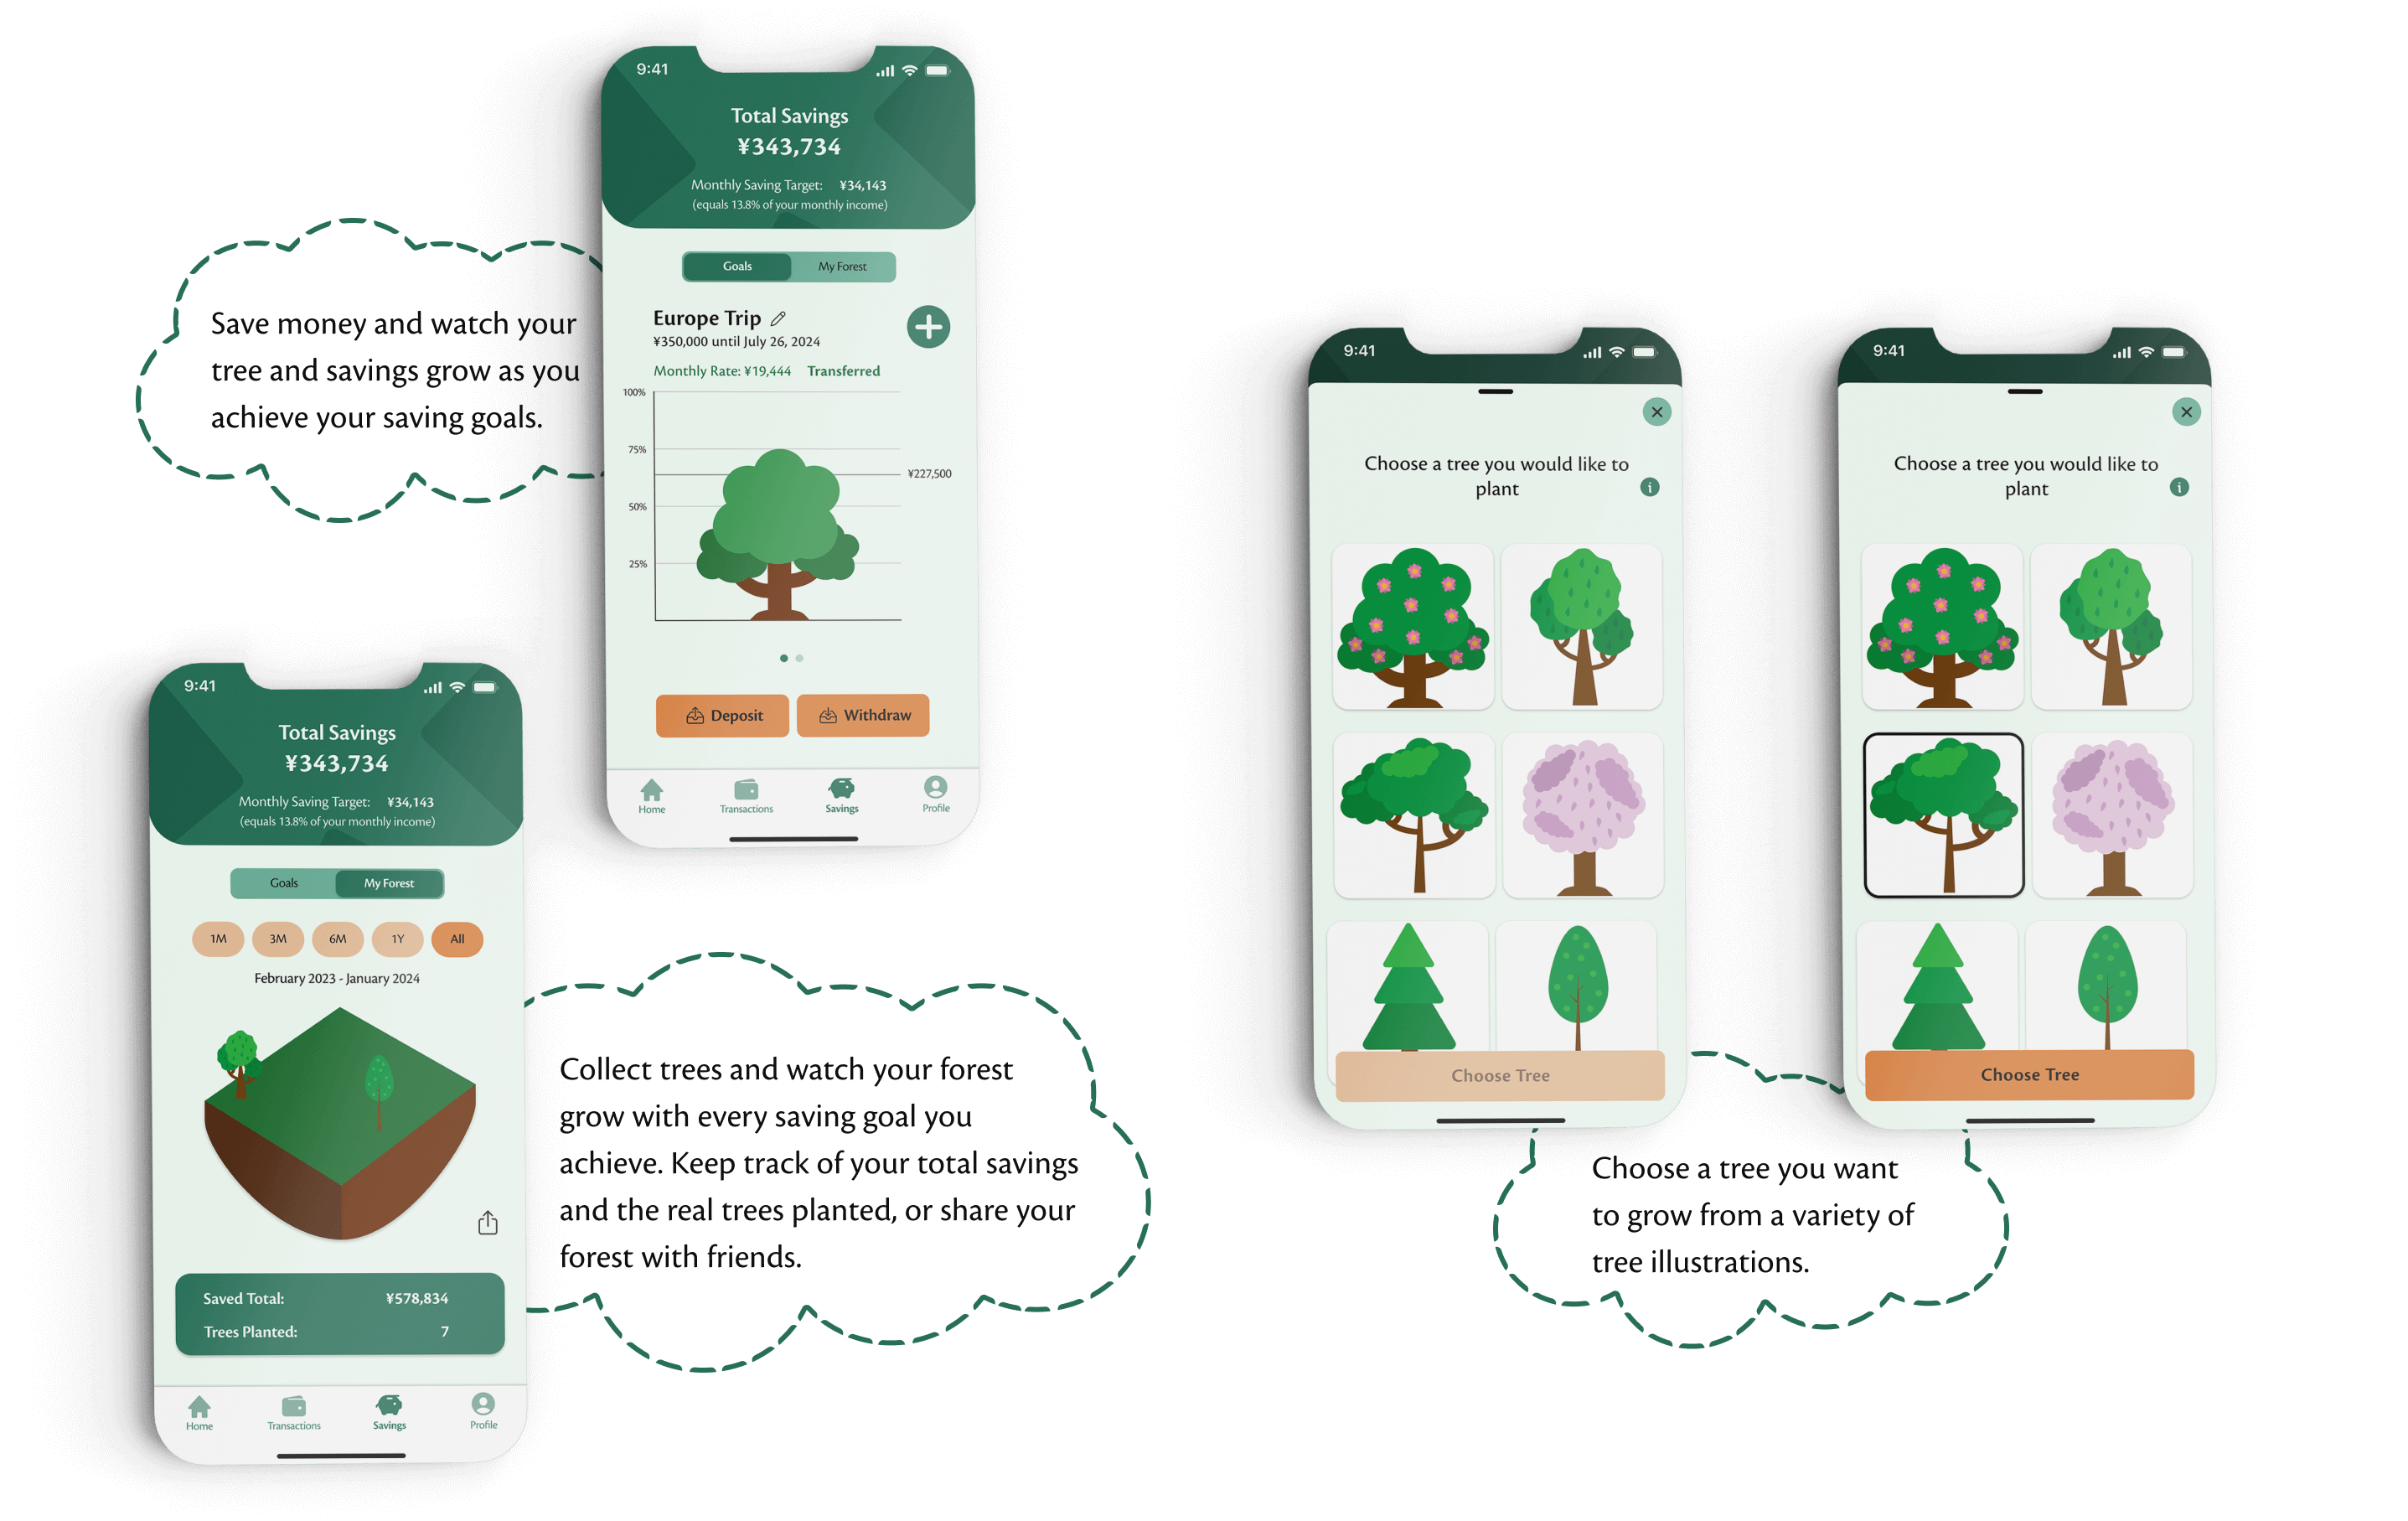 9:41
Total Savings
¥343,734
Monthly Saving Target: ¥34,143
(equals 13.8% of your monthly income)
Goals My Forest
Europe Trip
¥350,000 until July 26, 2024
Monthly Rate: ¥19,444 Transferred
100%
75%
¥227,500
50%
25%
Deposit Withdraw
Home Transactions Savings Profile
Save money and watch your
tree and savings grow as you
achieve your saving goals.
9:41
Total Savings
¥343,734
Monthly Saving Target: ¥34,143
(equals 13.8% of your monthly income)
Goals My Forest
1M 3M 6M 1Y All
February 2023 - January 2024
Saved Total: ¥578,834
Trees Planted: 7
Home Transactions Savings Profile
Collect trees and watch your forest
grow with every saving goal you
achieve. Keep track of your total savings
and the real trees planted, or share your
forest with friends.
9:41
Choose a tree you would like to
plant
i
Choose Tree
9:41
Choose a tree you would like to
plant
i
Choose Tree
Choose a tree you want
to grow from a variety of
tree illustrations.